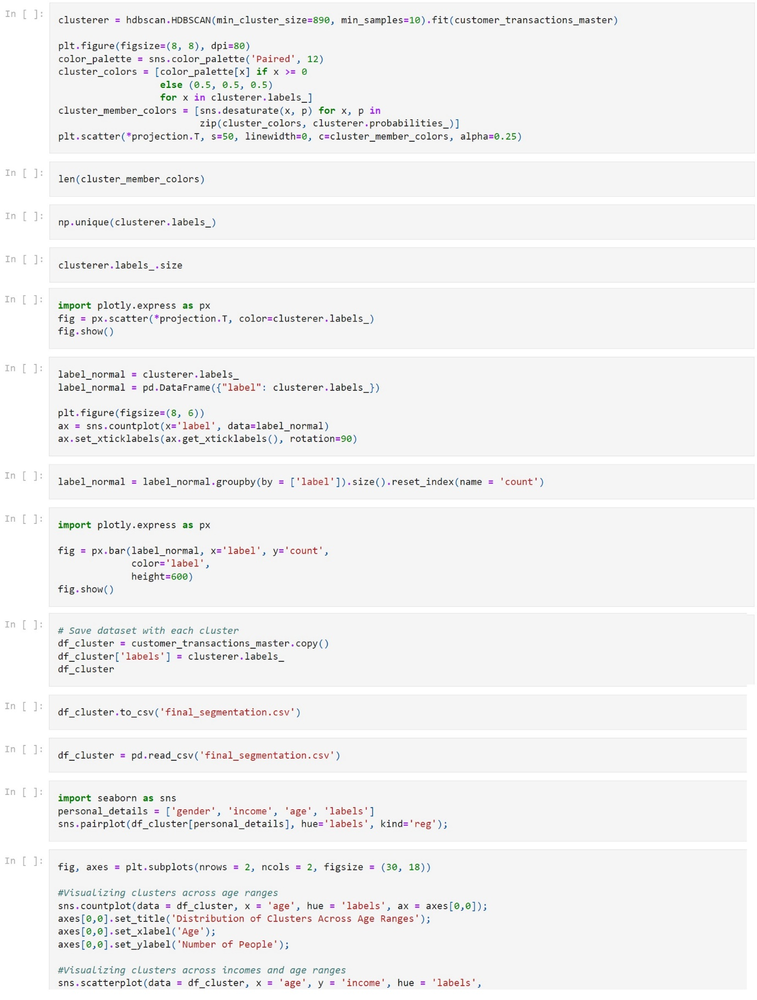 In [ ]:
clusterer = hdbscan.HDBSCAN(min_cluster_size=890, min_samples=10).fit(customer_transactions_master)
plt.figure(figsize=(8, 8), dpi=80)
color_palette = sns.color_palette('Paired', 12)
cluster_colors = [color_palette[x] if x >= 0
else (0.5, 0.5, 0.5)
for x in clusterer.labels_]
cluster_member_colors = [sns.desaturate(x, p) for x, p in
zip(cluster_colors, clusterer.probabilities_)]
plt.scatter(*projection.T, s=50, linewidth=0, c=cluster_member_colors, alpha=0.25)
In [ ]:
len(cluster_member_colors)
In [ ]:
np.unique(clusterer.labels_)
In [ ]:
clusterer.labels_.size
In [ ]:
import plotly.express as px
fig = px.scatter(*projection.T, color=clusterer.labels_)
fig.show()
In [ ]:
label_normal = clusterer.labels_
label_normal = pd.DataFrame({"label": clusterer.labels_})
plt.figure(figsize=(8, 6))
ax = sns.countplot(x='label', data=label_normal)
ax.set_xticklabels(ax.get_xticklabels(), rotation=90)
In [ ]:
label_normal = label_normal.groupby(by = ['label']).size().reset_index(name = 'count')
In [ ]:
import plotly.express as px
fig = px.bar(label_normal, x='label', y='count',
color='label',
height=600)
fig.show()
In [ ]:
# Save dataset with each cluster
df_cluster = customer_transactions_master.copy()
df_cluster['labels'] = clusterer.labels_
df_cluster
In [ ]:
df_cluster.to_csv('final_segmentation.csv')
In [ ]:
df_cluster = pd.read_csv('final_segmentation.csv')
In [ ]:
import seaborn as sns
personal_details = ['gender', 'income', 'age', 'labels']
sns.pairplot(df_cluster[personal_details], hue='labels', kind='reg');
In [ ]:
fig, axes = plt.subplots(nrows = 2, ncols = 2, figsize = (30, 18))
#Visualizing clusters across age ranges
sns.countplot(data = df_cluster, x = 'age', hue = 'labels', ax = axes[0,0]);
axes[0,0].set_title('Distribution of Clusters Across Age Ranges');
axes[0,0].set_xlabel('Age');
axes[0,0].set_ylabel('Number of People');
#Visualizing clusters across incomes and age ranges
sns.scatterplot(data = df_cluster, x = 'age', y = 'income', hue = 'labels',